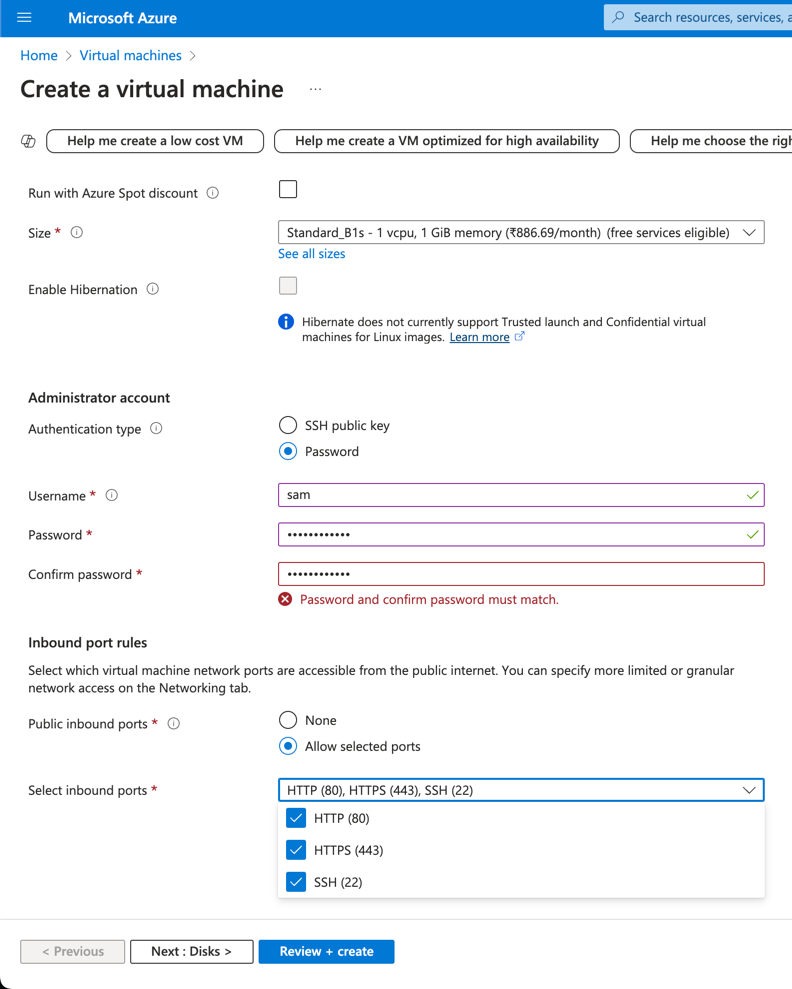 Microsoft Azure
Search resources, services, a
Home > Virtual machines >
Create a virtual machine ...
Help me create a low cost VM
Help me create a VM optimized for high availability
Help me choose the righ
Run with Azure Spot discount
Size *
Standard_B1s - 1 vcpu, 1 GiB memory (₹886.69/month) (free services eligible)
See all sizes
Enable Hibernation
Hibernate does not currently support Trusted launch and Confidential virtual
machines for Linux images. Learn more
Administrator account
Authentication type
SSH public key
Password
Username *
sam
Password *
••••••••••••
Confirm password *
••••••••••••
Password and confirm password must match.
Inbound port rules
Select which virtual machine network ports are accessible from the public internet. You can specify more limited or granular
network access on the Networking tab.
Public inbound ports *
None
Allow selected ports
Select inbound ports *
HTTP (80), HTTPS (443), SSH (22)
HTTP (80)
HTTPS (443)
SSH (22)
< Previous
Next : Disks >
Review + create